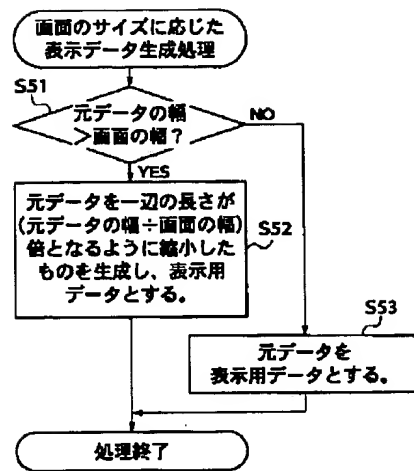 画面のサイズに応じた
表示データ生成処理
S51
元データの幅
>画面の幅？
NO
YES
元データを一辺の長さが
(元データの幅÷画面の幅)
倍となるように縮小した
ものを生成し、表示用
データとする。
S52
S53
元データを
表示用データとする。
処理終了